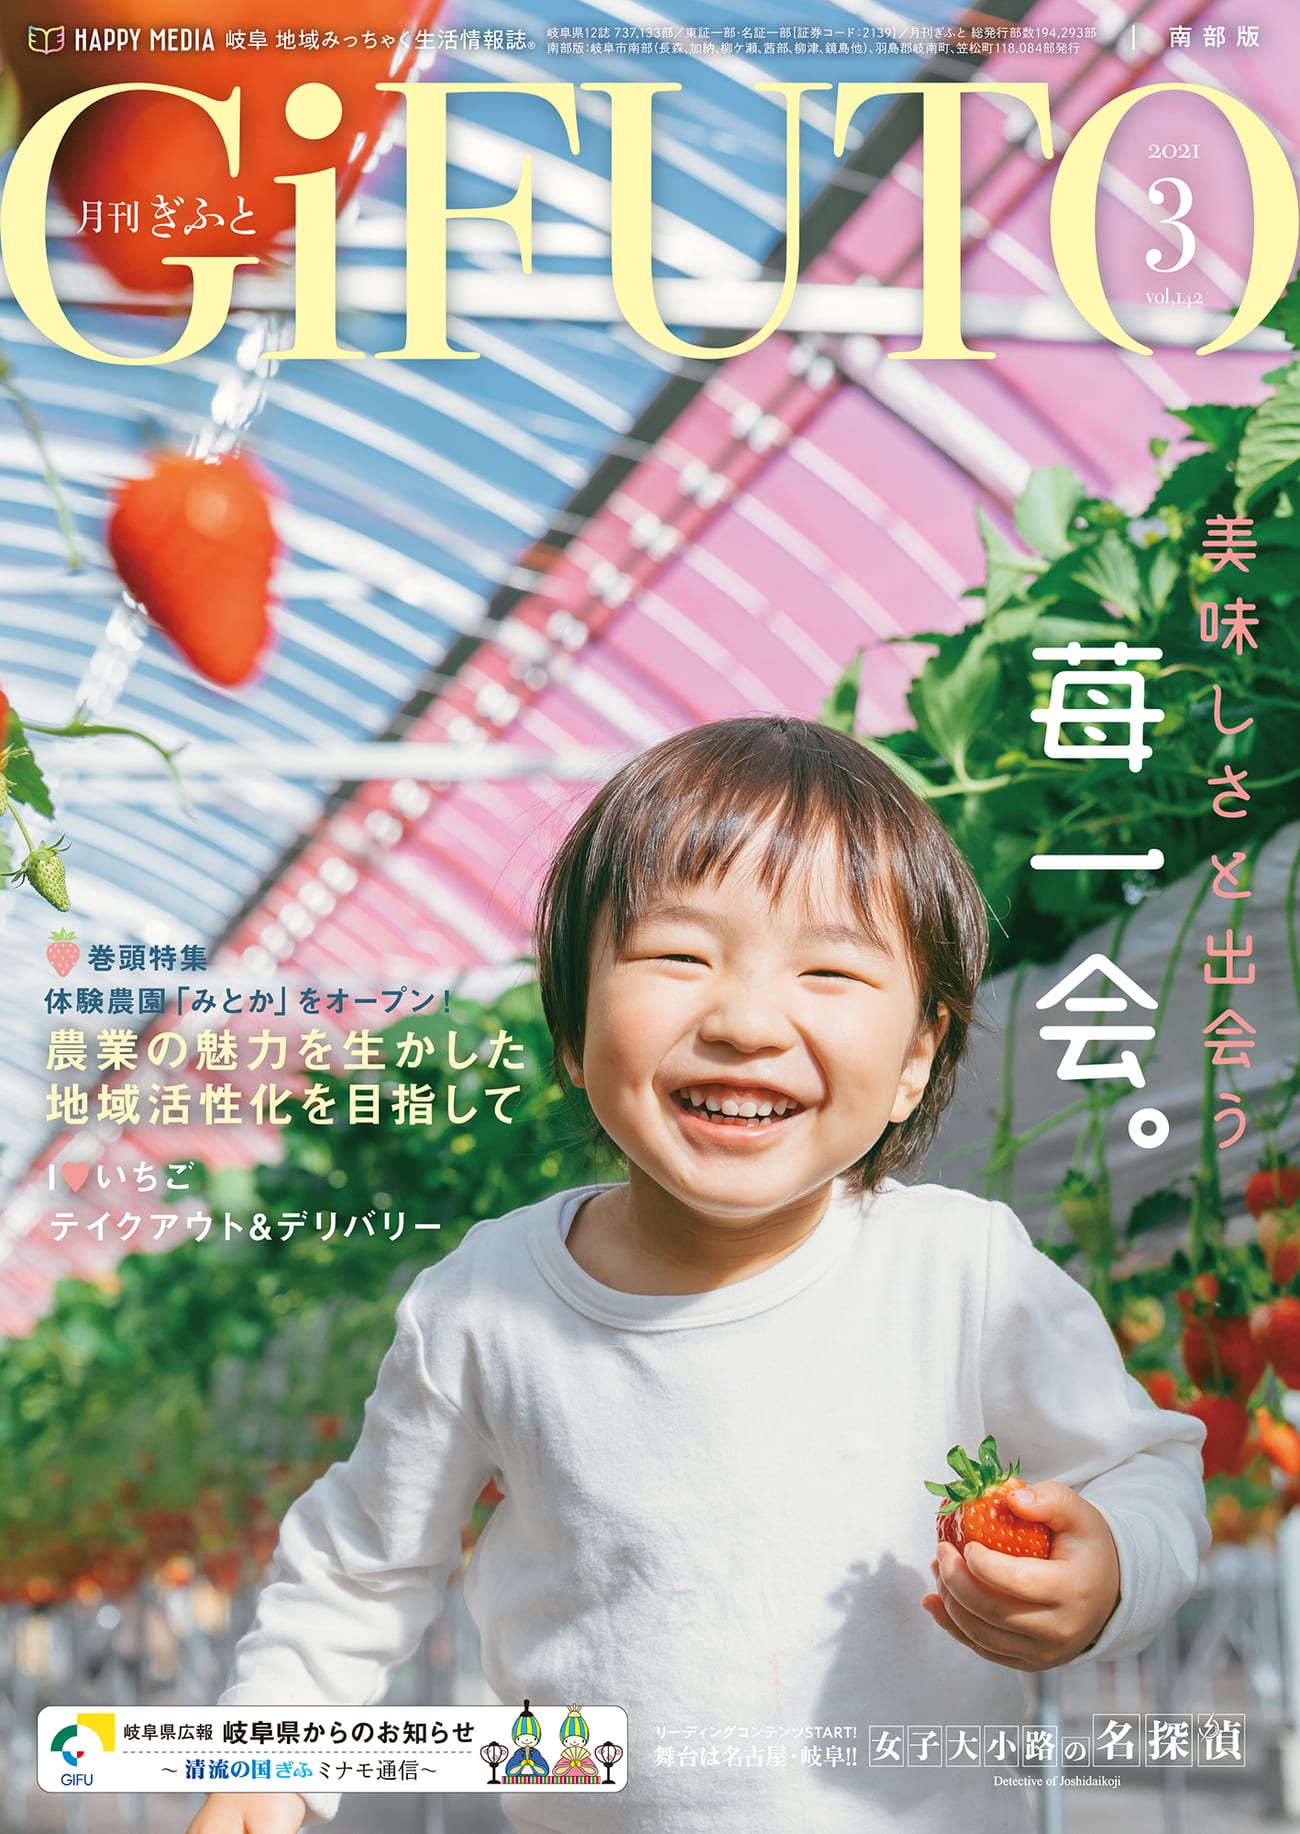 HAPPY MEDIA 岐阜 地域みっちゃく生活情報誌®
岐阜県12誌 737,133部／東証一部・名証一部［証券コード：2139］／月刊ぎふと 総発行部数194,293部
南部版：岐阜市南部（長森、加納、柳ケ瀬、茜部、柳津、鏡島他）、羽島郡岐南町、笠松町118,084部発行
南部版
GiFUTO
月刊ぎふと
2021
3
vol.142
美味しさと出会う
苺一会。
巻頭特集
体験農園「みとか」をオープン！
農業の魅力を生かした
地域活性化を目指して
I♥いちご
テイクアウト&デリバリー
GIFU
岐阜県広報 岐阜県からのお知らせ
～清流の国ぎふ ミナモ通信～
リーディングコンテンツSTART!
舞台は名古屋・岐阜!!
女子大小路の名探偵
Detective of Joshidaikoji